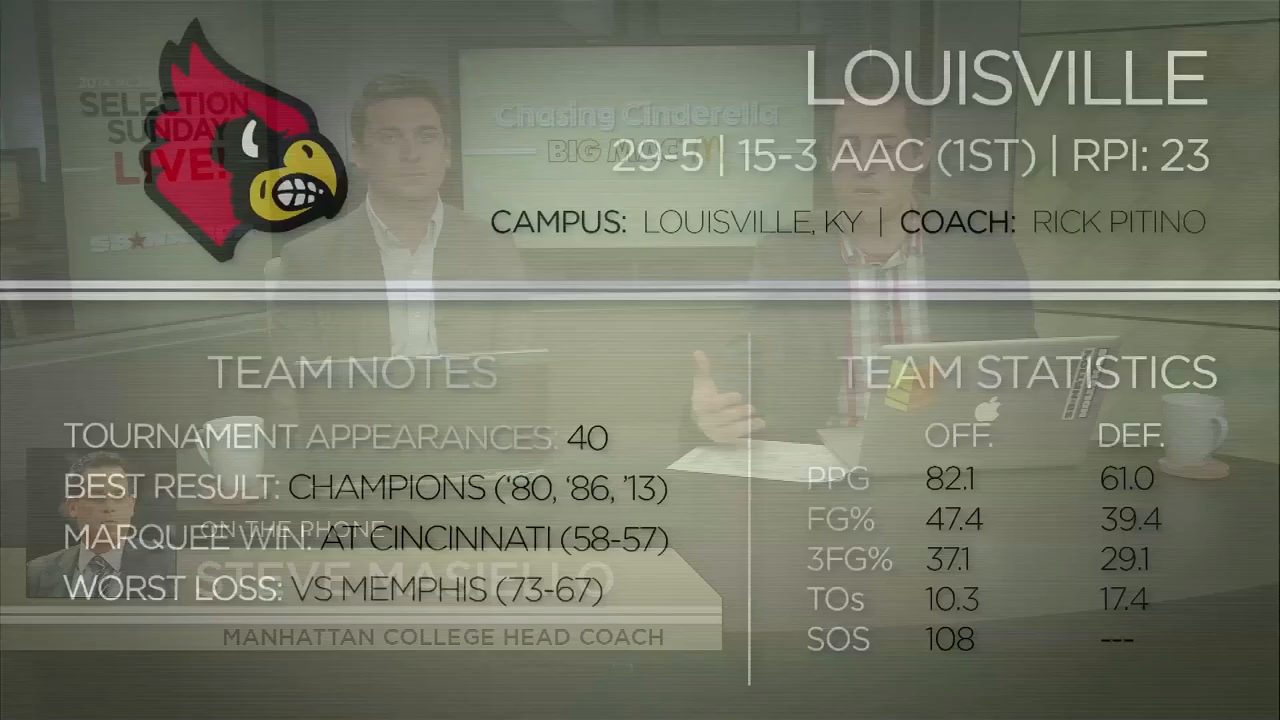 LOUISVILLE
29-5 | 15-3 AAC (1ST) | RPI: 23
CAMPUS: LOUISVILLE, KY | COACH: RICK PITINO
SELECTION
SUNDAY
LIVE!
Chasing Cinderella
BIG MAC
TEAM NOTES
TOURNAMENT APPEARANCES: 40
BEST RESULT: CHAMPIONS ('80, '86, '13)
MARQUEE WIN: AT CINCINNATI (58-57)
WORST LOSS: VS MEMPHIS (73-67)
ON THE PHONE
STEVE MASIELLO
MANHATTAN COLLEGE HEAD COACH
TEAM STATISTICS
OFF. DEF.
PPG 82.1 61.0
FG% 47.4 39.4
3FG% 37.1 29.1
TOs 10.3 17.4
SOS 108 ---